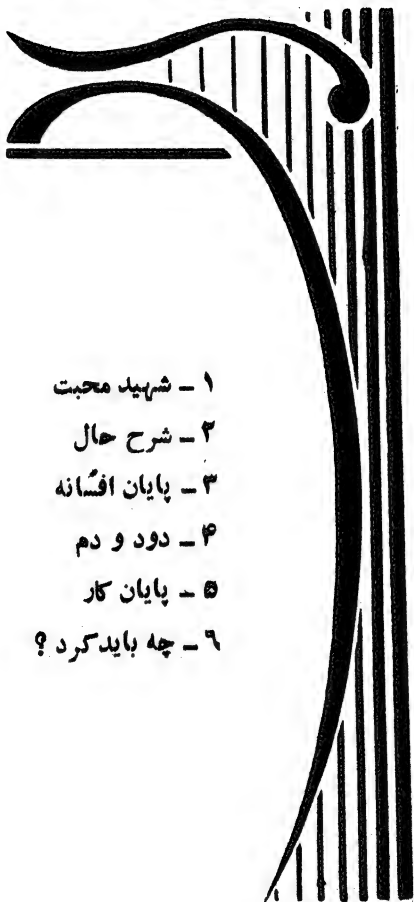 ۱ ـ شهید محبت
۲ ـ شرح حال
۳ ـ پایان افسانه
۴ ـ دود و دم
۵ ـ پایان کار
۶ ـ چه باید کرد ؟